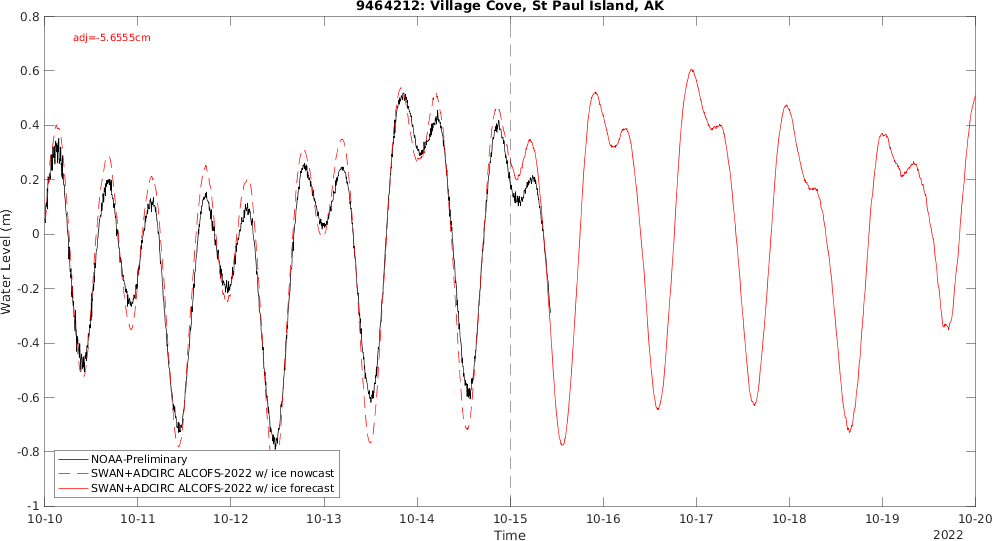 9464212: Village Cove, St Paul Island, AK
adj=-5.6555cm
0.8
0.6
0.4
0.2
0
-0.2
-0.4
-0.6
-0.8
-1
Water Level (m)
NOAA-Preliminary
SWAN+ADCIRC ALCOFS-2022 w/ ice nowcast
SWAN+ADCIRC ALCOFS-2022 w/ ice forecast
10-10 10-11 10-12 10-13 10-14 10-15 10-16 10-17 10-18 10-19 10-20
Time
2022